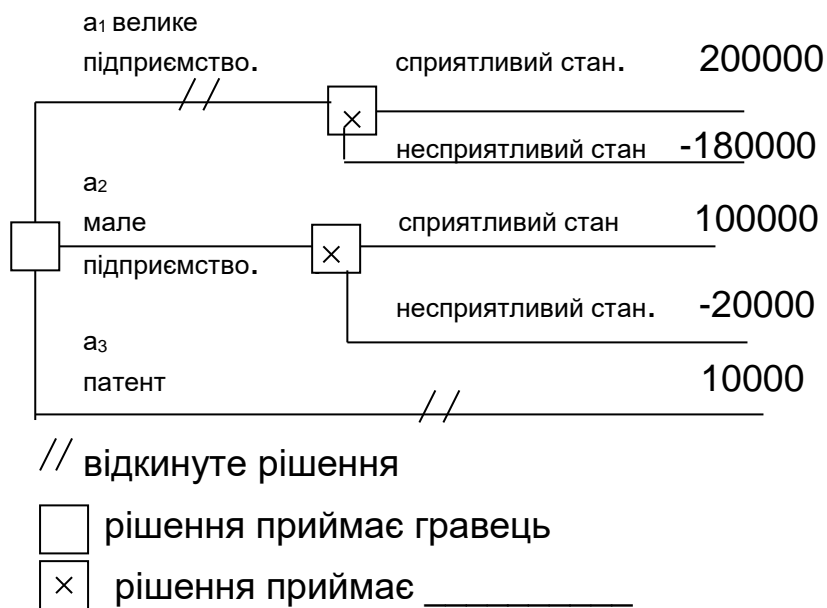 a1 велике
підприємство. сприятливий стан. 200000
несприятливий стан -180000
a2
мале сприятливий стан 100000
підприємство.
несприятливий стан. -20000
a3
патент 10000
// відкинуте рішення
рішення приймає гравець
× рішення приймає __________